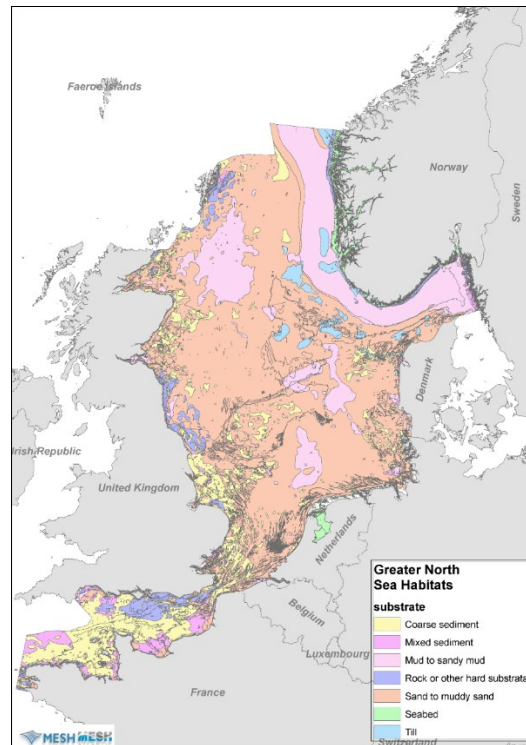 Faeroe Islands
Norway
Sweden
Denmark
Irish Republic
United Kingdom
Netherlands
Belgium
Luxembourg
France
Greater North
Sea Habitats
substrate
Coarse sediment
Mixed sediment
Mud to sandy mud
Rock or other hard substrata
Sand to muddy sand
Seabed
Till
Switzerland
MESH